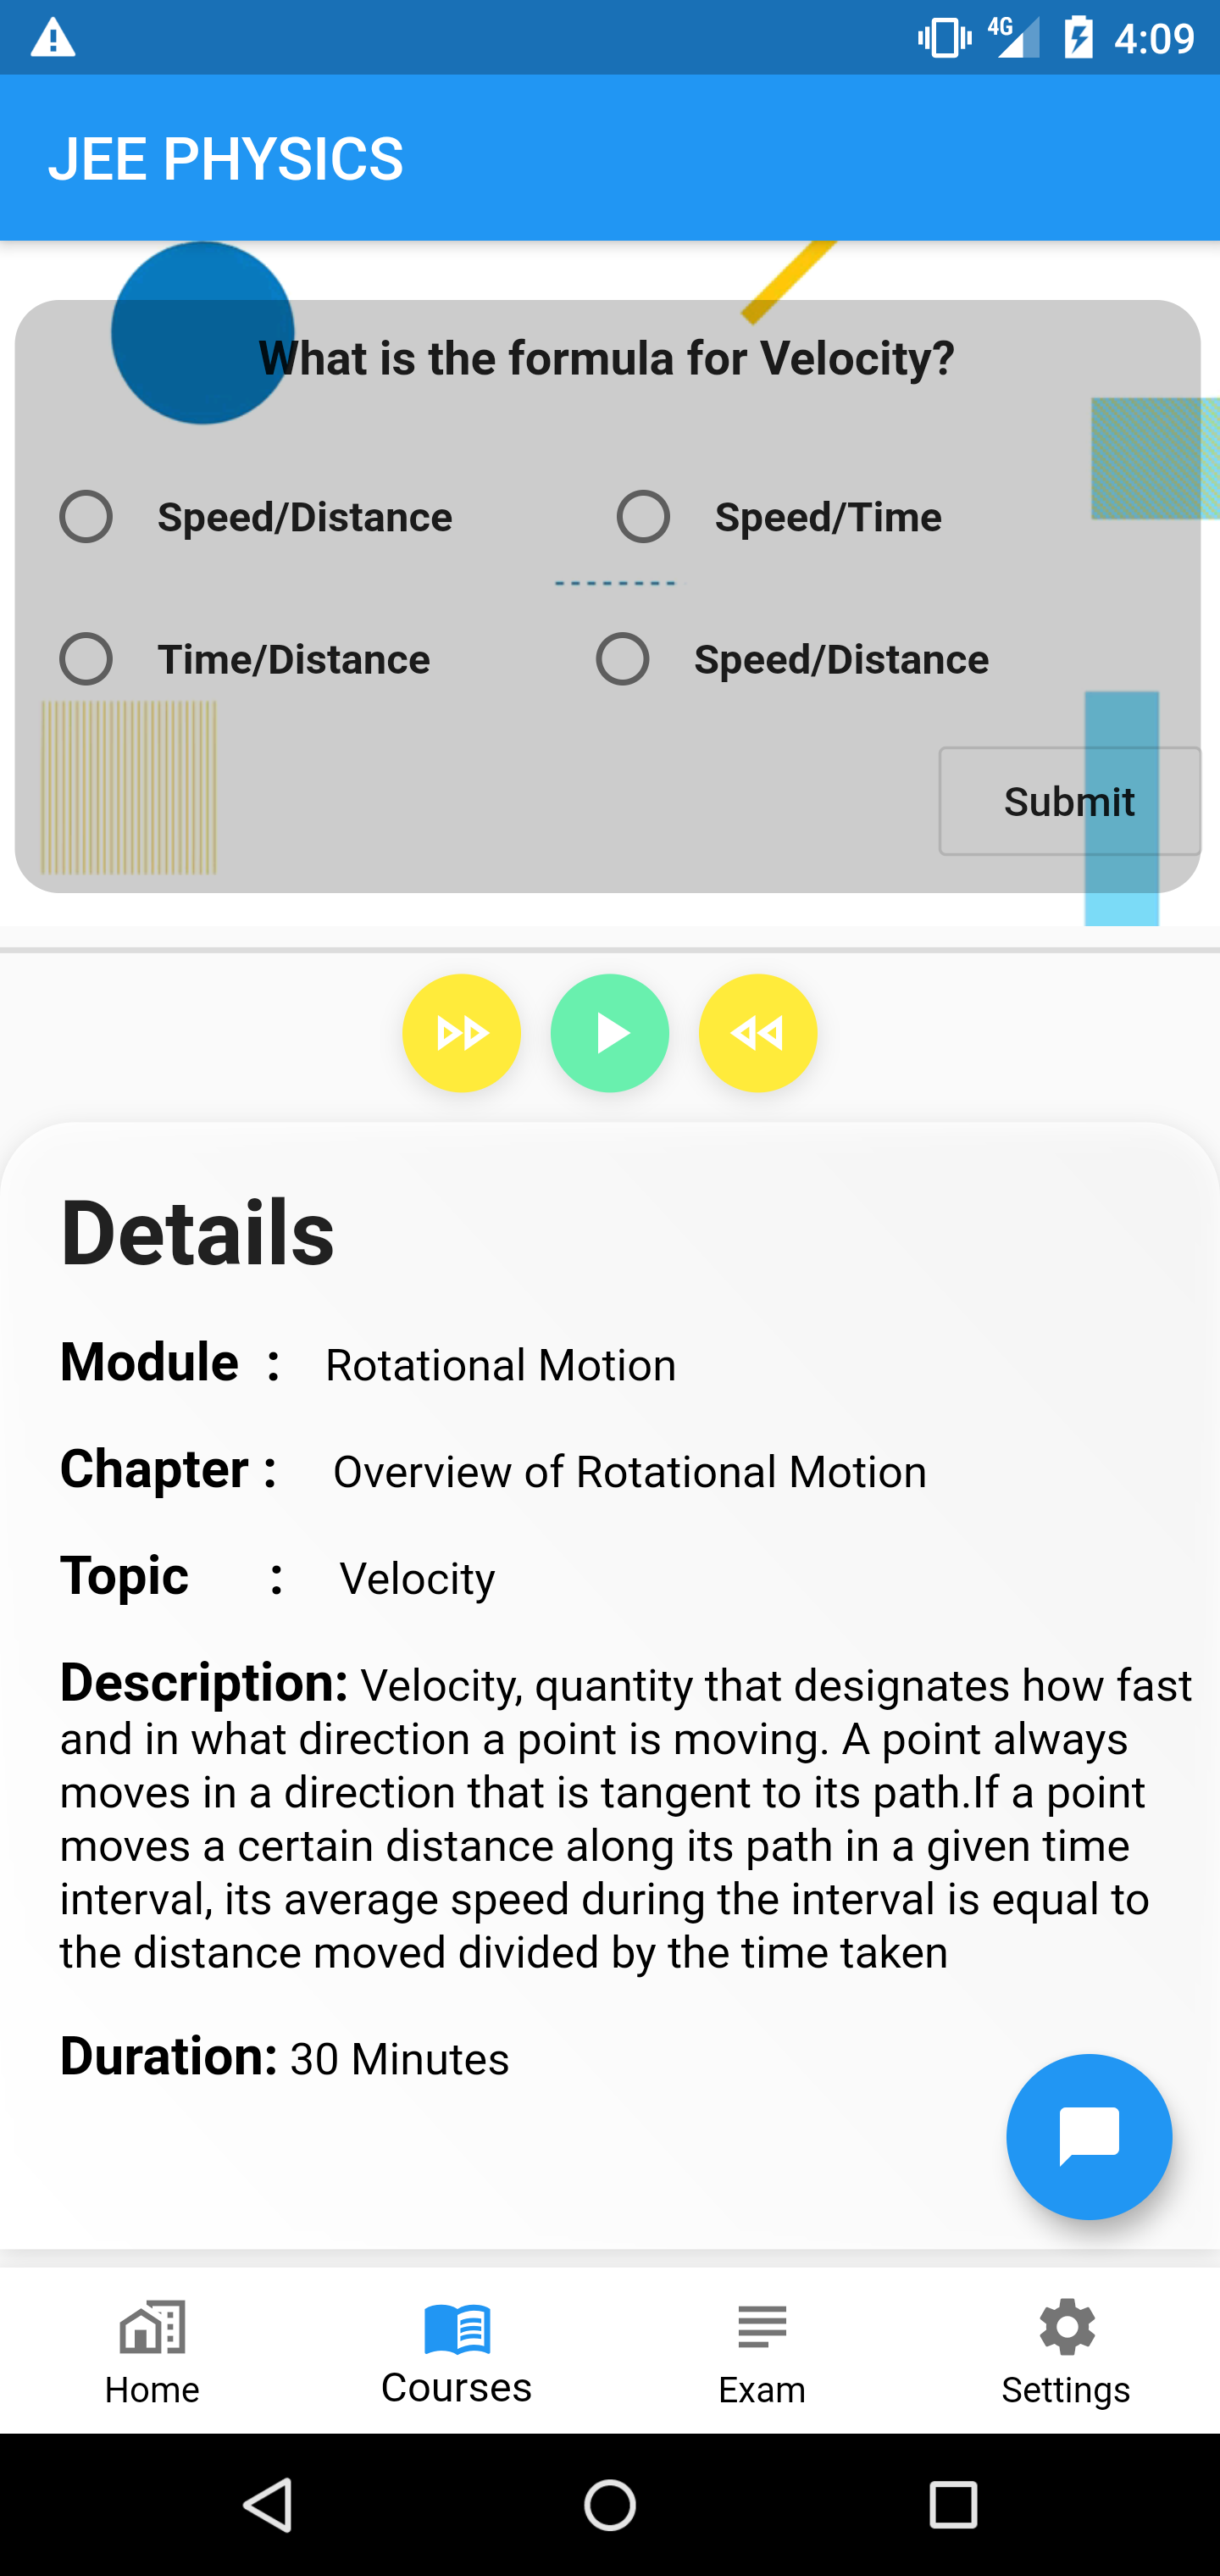 4G 4:09
JEE PHYSICS
What is the formula for Velocity?
Speed/Distance Speed/Time
Time/Distance Speed/Distance
Submit
Details
Module : Rotational Motion
Chapter : Overview of Rotational Motion
Topic : Velocity
Description: Velocity, quantity that designates how fast
and in what direction a point is moving. A point always
moves in a direction that is tangent to its path.If a point
moves a certain distance along its path in a given time
interval, its average speed during the interval is equal to
the distance moved divided by the time taken
Duration: 30 Minutes
Home Courses Exam Settings